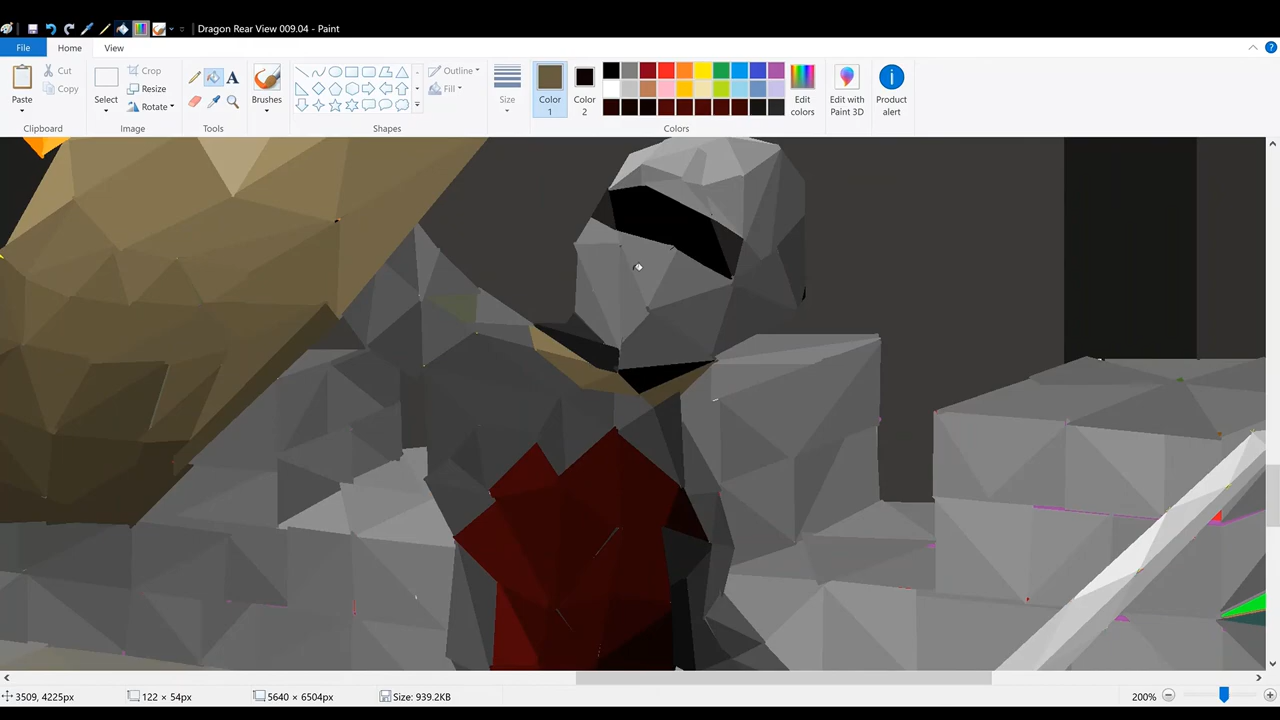 Dragon Rear View 009.04 - Paint
File
Home
View
Paste
Cut
Copy
Clipboard
Select
Crop
Resize
Rotate
Image
Tools
Brushes
Shapes
Outline
Fill
Size
Color 1
Color 2
Colors
Edit colors
Edit with Paint 3D
Product alert
3509, 4225px
122 × 54px
5640 × 6504px
Size: 939.2KB
200%